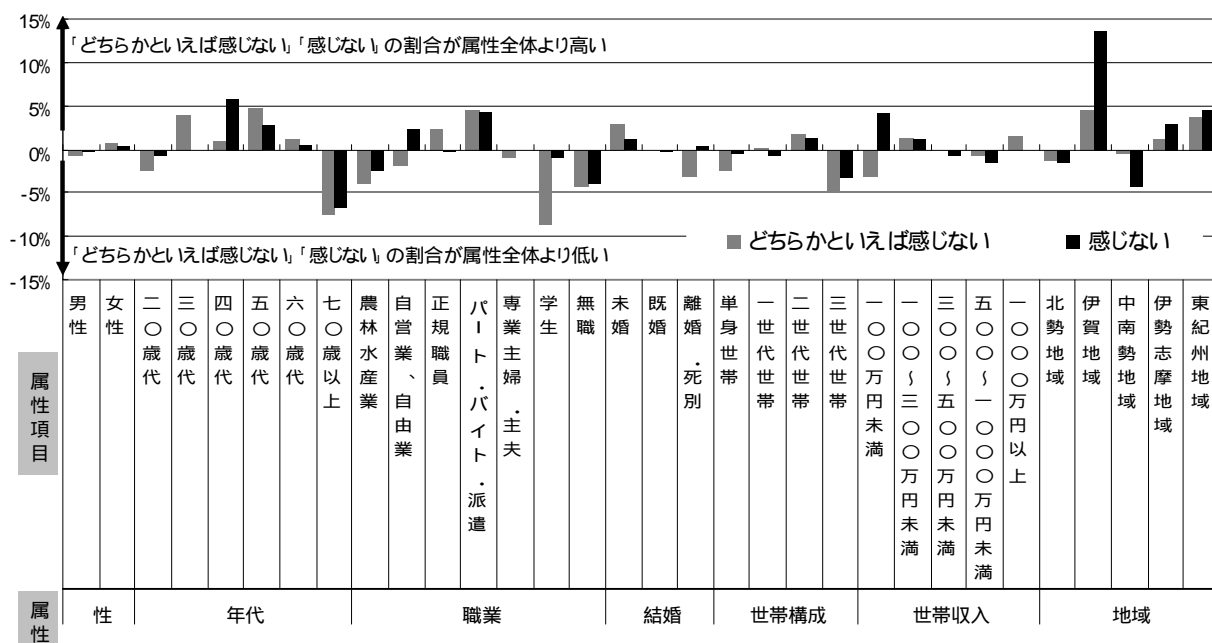 15%
10%
5%
0%
-5%
-10%
-15%
「どちらかといえば感じない」「感じない」の割合が属性全体より高い
「どちらかといえば感じない」「感じない」の割合が属性全体より低い
どちらかといえば感じない
感じない
属性項目
男性
女性
二〇歳代
三〇歳代
四〇歳代
五〇歳代
六〇歳代
七〇歳以上
農林水産業
自営業、自由業
正規職員
パート・バイト・派遣
専業主婦・主夫
学生
無職
未婚
既婚
離婚・死別
単身世帯
一世代世帯
二世代世帯
三世代世帯
一〇〇万円未満
一〇〇～三〇〇万円未満
三〇〇～五〇〇万円未満
五〇〇～一〇〇〇万円未満
一〇〇〇万円以上
北勢地域
伊賀地域
中南勢地域
伊勢志摩地域
東紀州地域
属性
性
年代
職業
結婚
世帯構成
世帯収入
地域